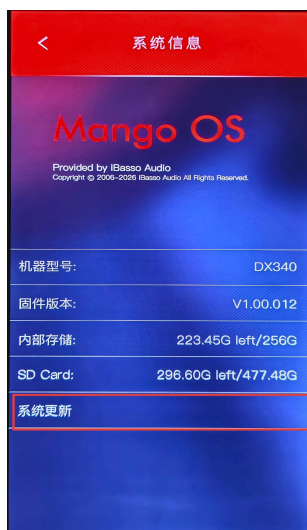 系统信息
Mango OS
Provided by iBasso Audio
Copyright © 2006-2026 iBasso Audio All Rights Reserved.
机器型号: DX340
固件版本: V1.00.012
内部存储: 223.45G left/256G
SD Card: 296.60G left/477.48G
系统更新